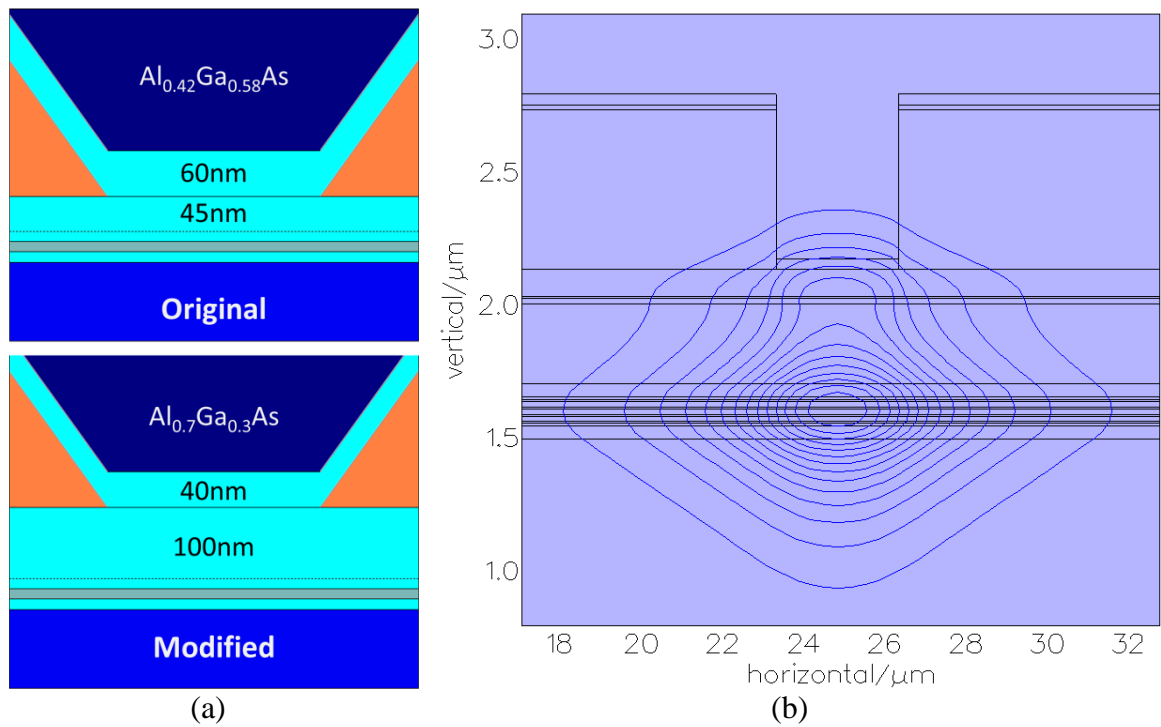 Al0.42Ga0.58As
60nm
45nm
Original
Al0.7Ga0.3As
40nm
100nm
Modified
(a)
vertical/μm
3.0
2.5
2.0
1.5
1.0
18 20 22 24 26 28 30 32
horizontal/μm
(b)